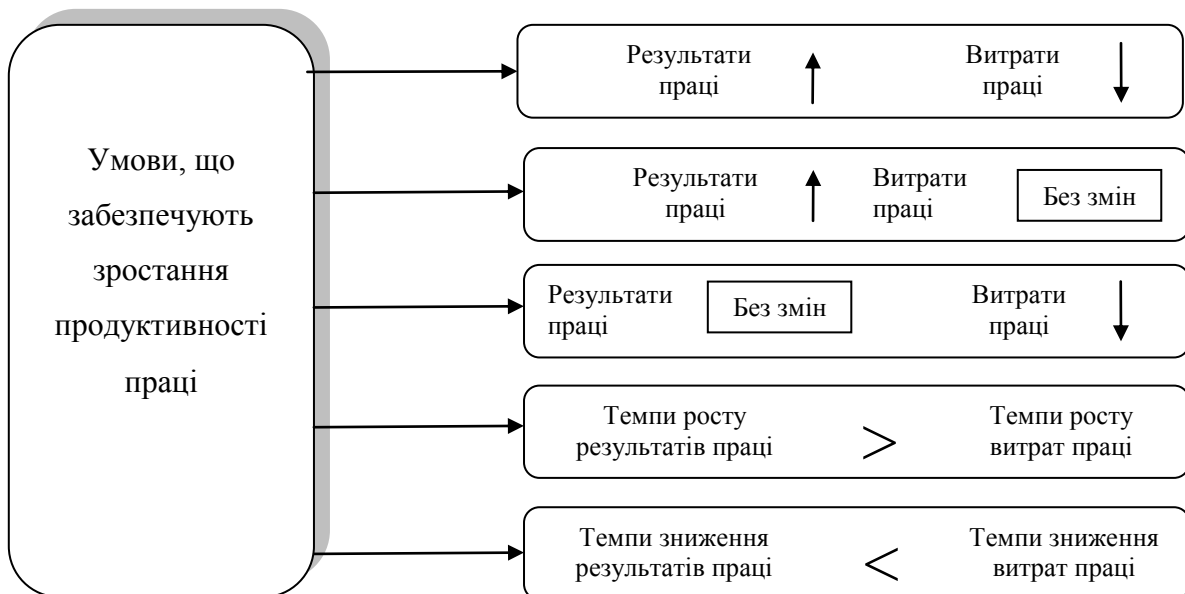 Умови, що
забезпечують
зростання
продуктивності
праці
Результати
праці
Витрати
праці
Результати
праці
Витрати
праці
Без змін
Результати
праці
Без змін
Витрати
праці
Темпи росту
результатів праці
>
Темпи росту
витрат праці
Темпи зниження
результатів праці
<
Темпи зниження
витрат праці